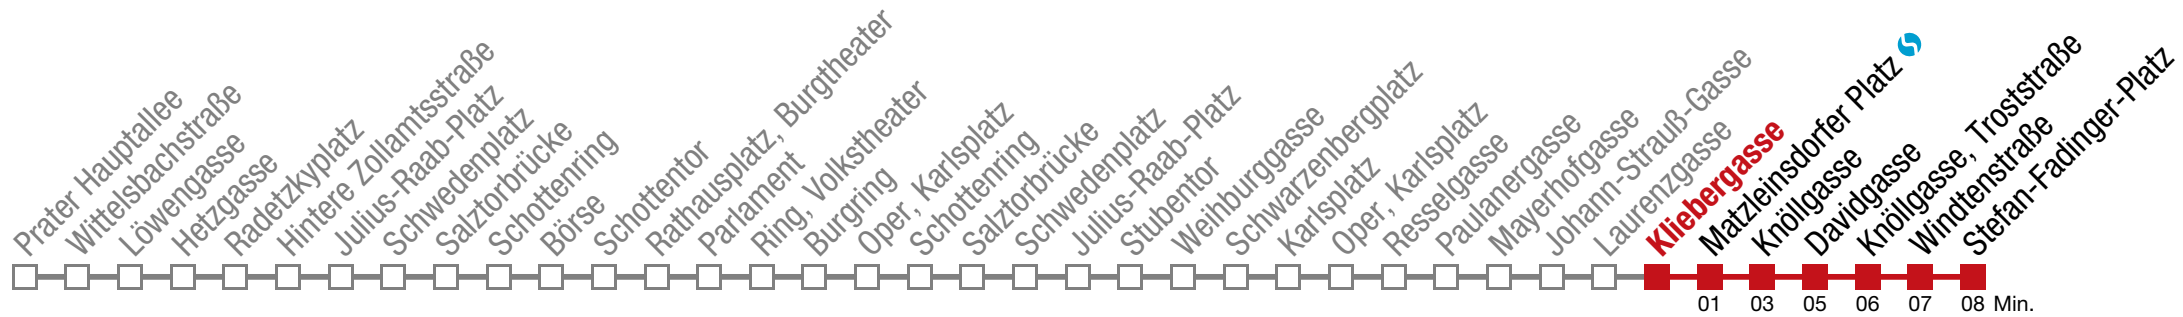 Prater Hauptallee
Wittelsbachstraße
Löwengasse
Hetzgasse
Radetzkyplatz
Hintere Zollamtsstraße
Julius-Raab-Platz
Schwedenplatz
Salztorbrücke
Schottenring
Börse
Schottentor
Rathausplatz, Burgtheater
Parlament
Ring, Volkstheater
Burgring
Oper, Karlsplatz
Schottenring
Salztorbrücke
Schwedenplatz
Julius-Raab-Platz
Stubentor
Weihburggasse
Schwarzenbergplatz
Karlsplatz
Oper, Karlsplatz
Resselgasse
Paulanergasse
Mayerhofgasse
Johann-Strauß-Gasse
Laurenzgasse
Kliebergasse
Matzleinsdorfer Platz
Knöllgasse
Davidgasse
Knöllgasse, Troststraße
Windtenstraße
Stefan-Fadinger-Platz
01 03 05 06 07 08 Min.